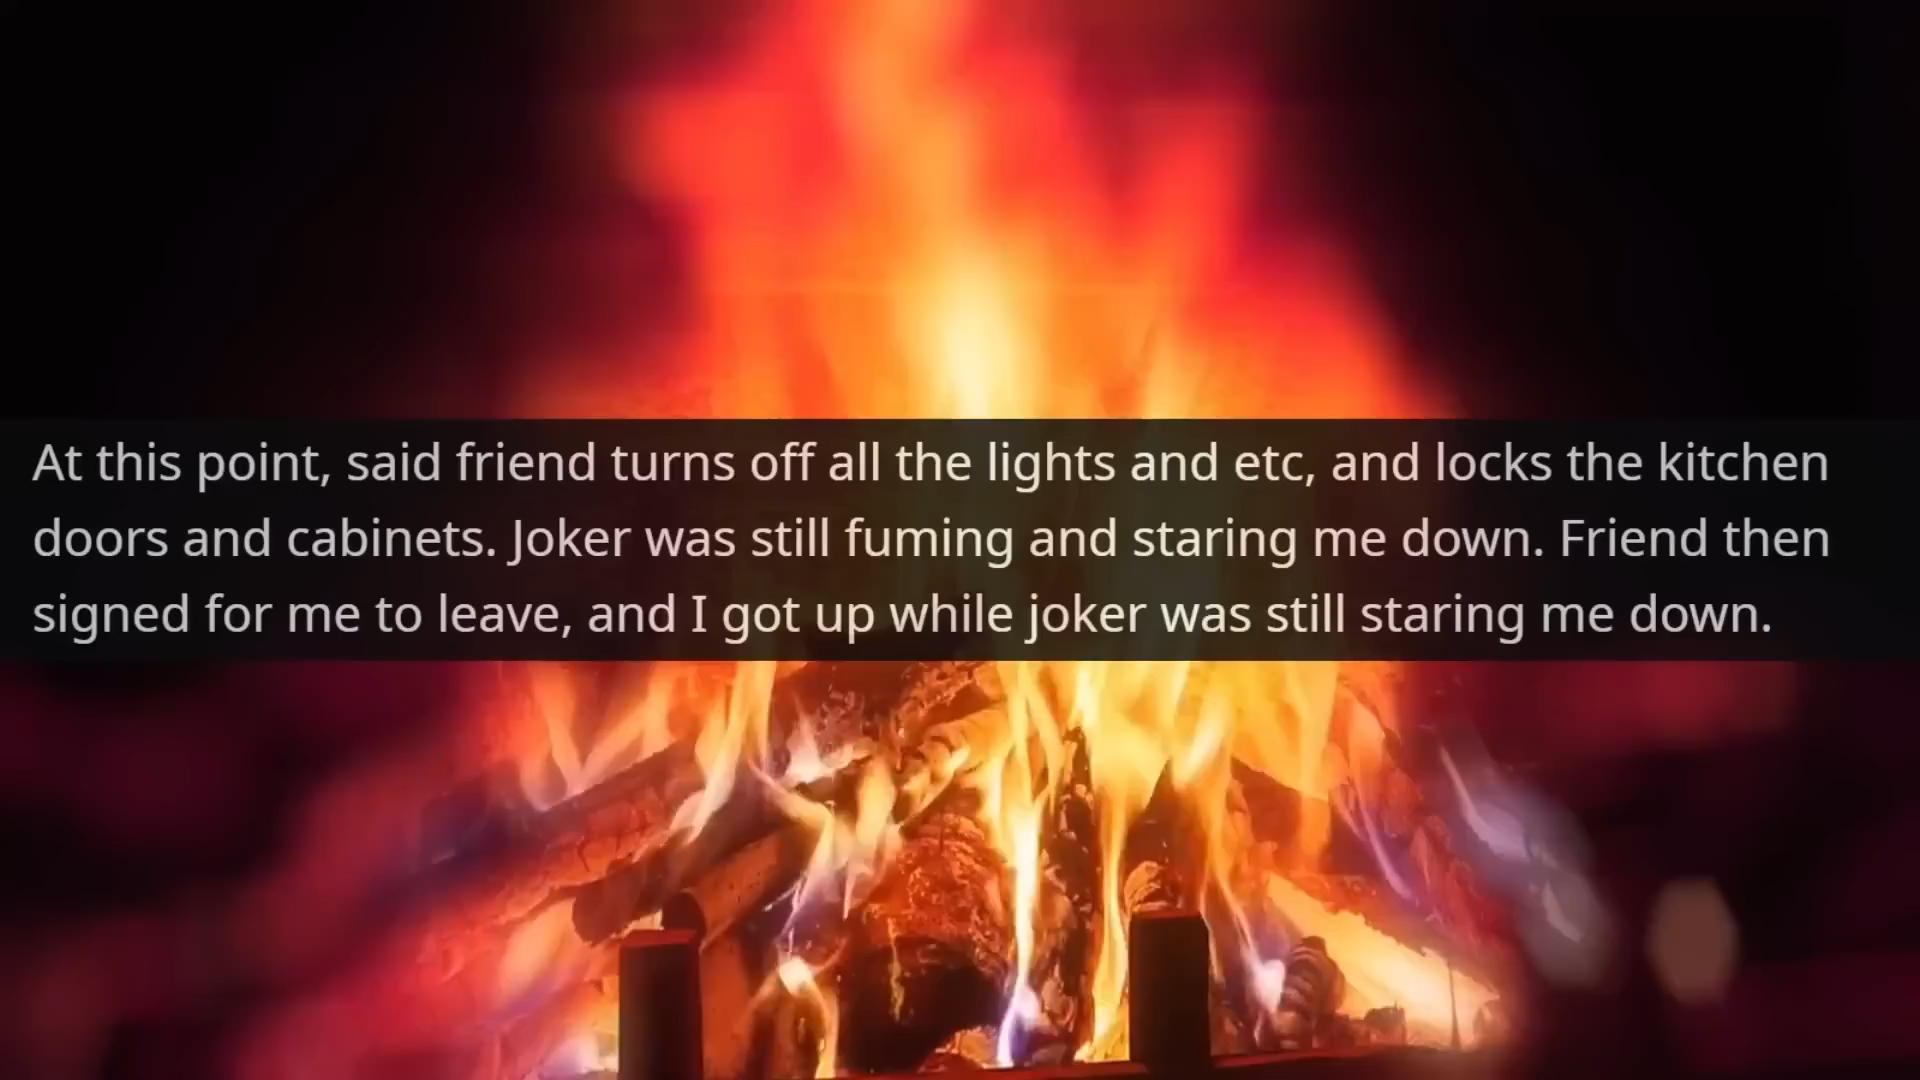 At this point, said friend turns off all the lights and etc, and locks the kitchen
doors and cabinets. Joker was still fuming and staring me down. Friend then
signed for me to leave, and I got up while joker was still staring me down.